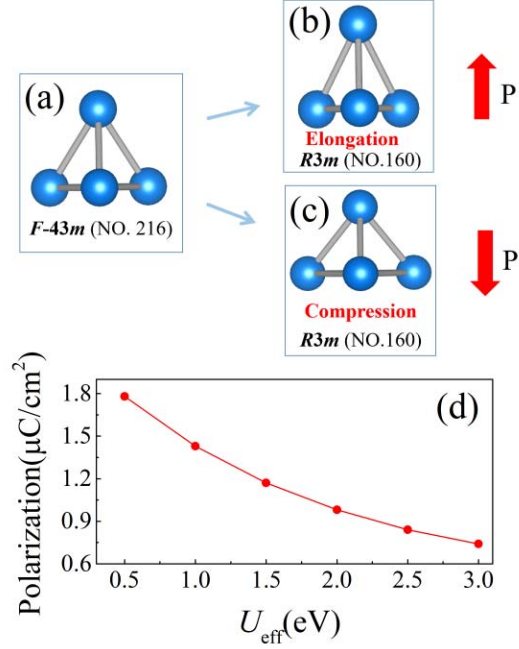 (a)
F-43m (NO. 216)
(b)
Elongation
R3m (NO.160)
P
(c)
Compression
R3m (NO.160)
P
(d)
Polarization(μC/cm²)
1.8
1.5
1.2
0.9
0.6
0.5 1.0 1.5 2.0 2.5 3.0
Ueff(eV)